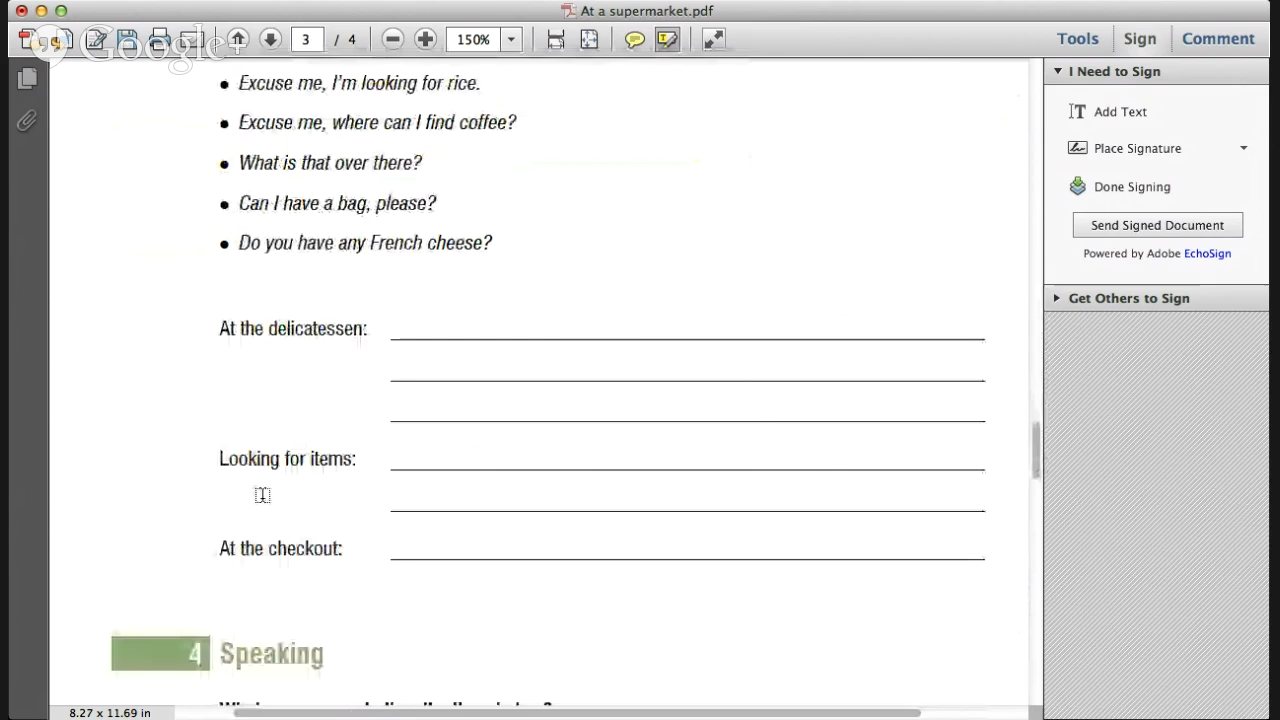 At a supermarket.pdf
Google+
3 / 4
150%
Tools
Sign
Comment
• Excuse me, I'm looking for rice.
• Excuse me, where can I find coffee?
• What is that over there?
• Can I have a bag, please?
• Do you have any French cheese?
At the delicatessen:
Looking for items:
At the checkout:
4 Speaking
8.27 x 11.69 in
I Need to Sign
Add Text
Place Signature
Done Signing
Send Signed Document
Powered by Adobe EchoSign
Get Others to Sign